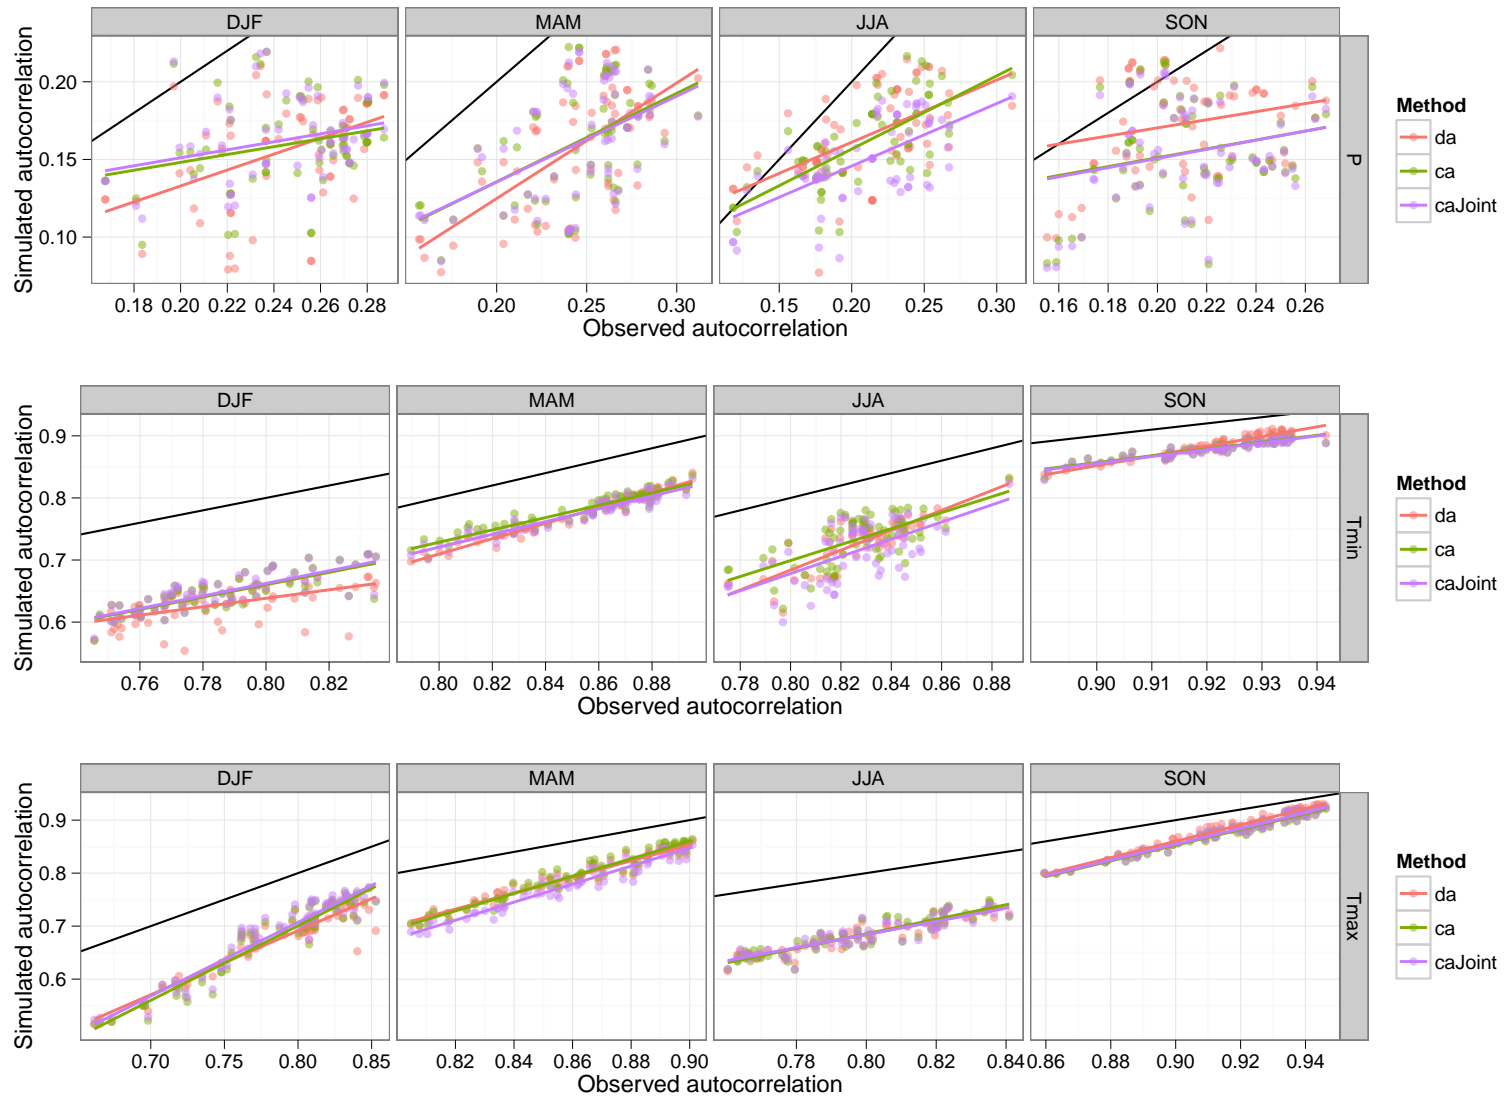 DJF MAM JJA SON
Simulated autocorrelation
0.20
0.15
0.10
P
0.18 0.20 0.22 0.24 0.26 0.28 0.20 0.25 0.30 0.15 0.20 0.25 0.30 0.16 0.18 0.20 0.22 0.24 0.26
Observed autocorrelation
Method
da
ca
caJoint
DJF MAM JJA SON
Simulated autocorrelation
0.9
0.8
0.7
0.6
Tmin
0.76 0.78 0.80 0.82 0.80 0.82 0.84 0.86 0.88 0.78 0.80 0.82 0.84 0.86 0.88 0.90 0.91 0.92 0.93 0.94
Observed autocorrelation
Method
da
ca
caJoint
DJF MAM JJA SON
Simulated autocorrelation
0.9
0.8
0.7
0.6
Tmax
0.70 0.75 0.80 0.85 0.82 0.84 0.86 0.88 0.90 0.78 0.80 0.82 0.84 0.86 0.88 0.90 0.92 0.94
Observed autocorrelation
Method
da
ca
caJoint